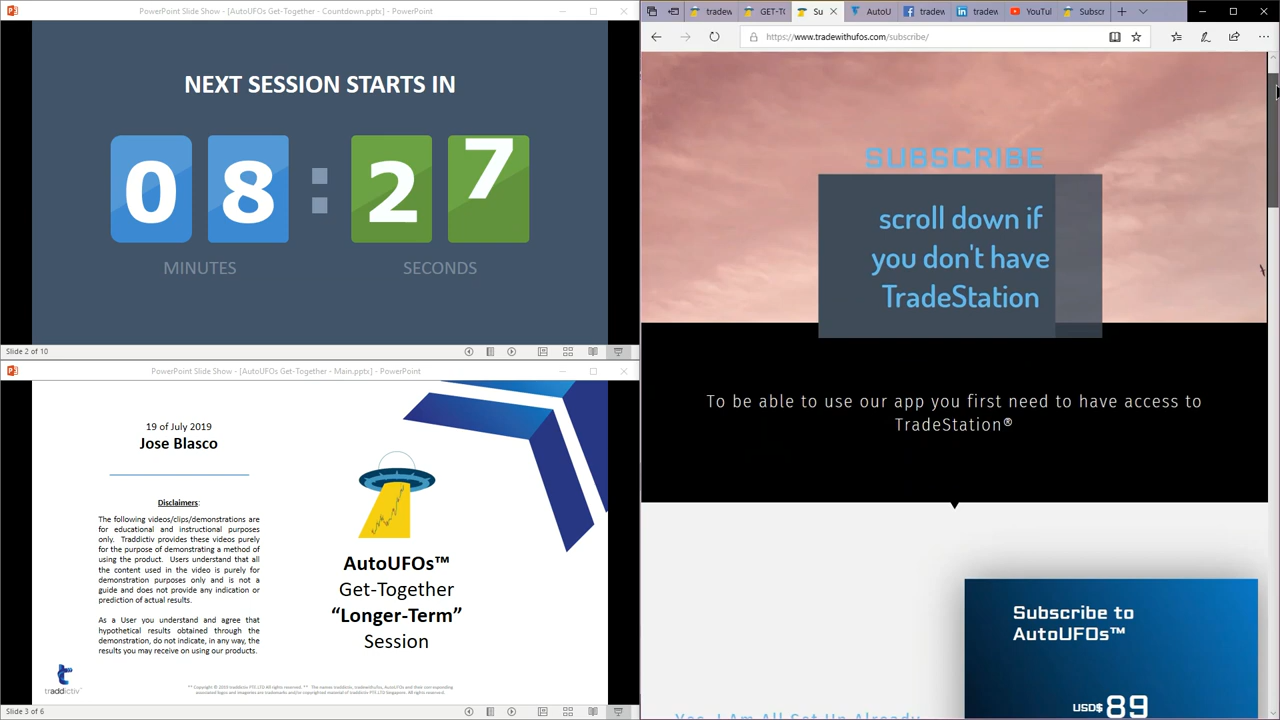 PowerPoint Slide Show - [AutoUFOs Get-Together - Countdown.pptx] - PowerPoint
NEXT SESSION STARTS IN
08:27
MINUTES
SECONDS
Slide 2 of 10
PowerPoint Slide Show - [AutoUFOs Get-Together - Main.pptx] - PowerPoint
19 of July 2019
Jose Blasco
Disclaimers:
The following videos/clips/demonstrations are
for educational and instructional purposes
only. Traddictiv provides these videos purely
for the purpose of demonstrating a method of
using the product. Users understand that all
the content used in the video is purely for
demonstration purposes only and is not a
guide and does not provide any indication or
prediction of actual results.
As a User you understand and agree that
hypothetical results obtained through the
demonstration, do not indicate, in any way, the
results you may receive on using our products.
AutoUFOs™
Get-Together
“Longer-Term”
Session
traddictiv
Slide 3 of 6
tradew
GET-TO
Su
AutoU
tradew
tradew
YouTul
Subscr
https://www.tradewithufos.com/subscribe/
SUBSCRIBE
scroll down if
you don't have
TradeStation
To be able to use our app you first need to have access to
TradeStation®
Subscribe to
AutoUFOs™
USD$ 89
Yes, I Am All Set Up Already